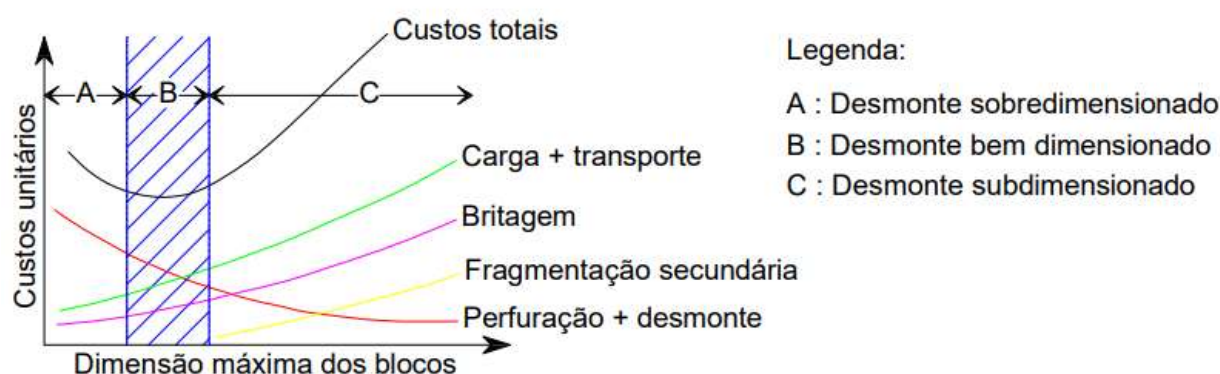 Custos totais
Legenda:
A
B
C
A : Desmonte sobredimensionado
B : Desmonte bem dimensionado
C : Desmonte subdimensionado
Custos unitários
Carga + transporte
Britagem
Fragmentação secundária
Perfuração + desmonte
Dimensão máxima dos blocos